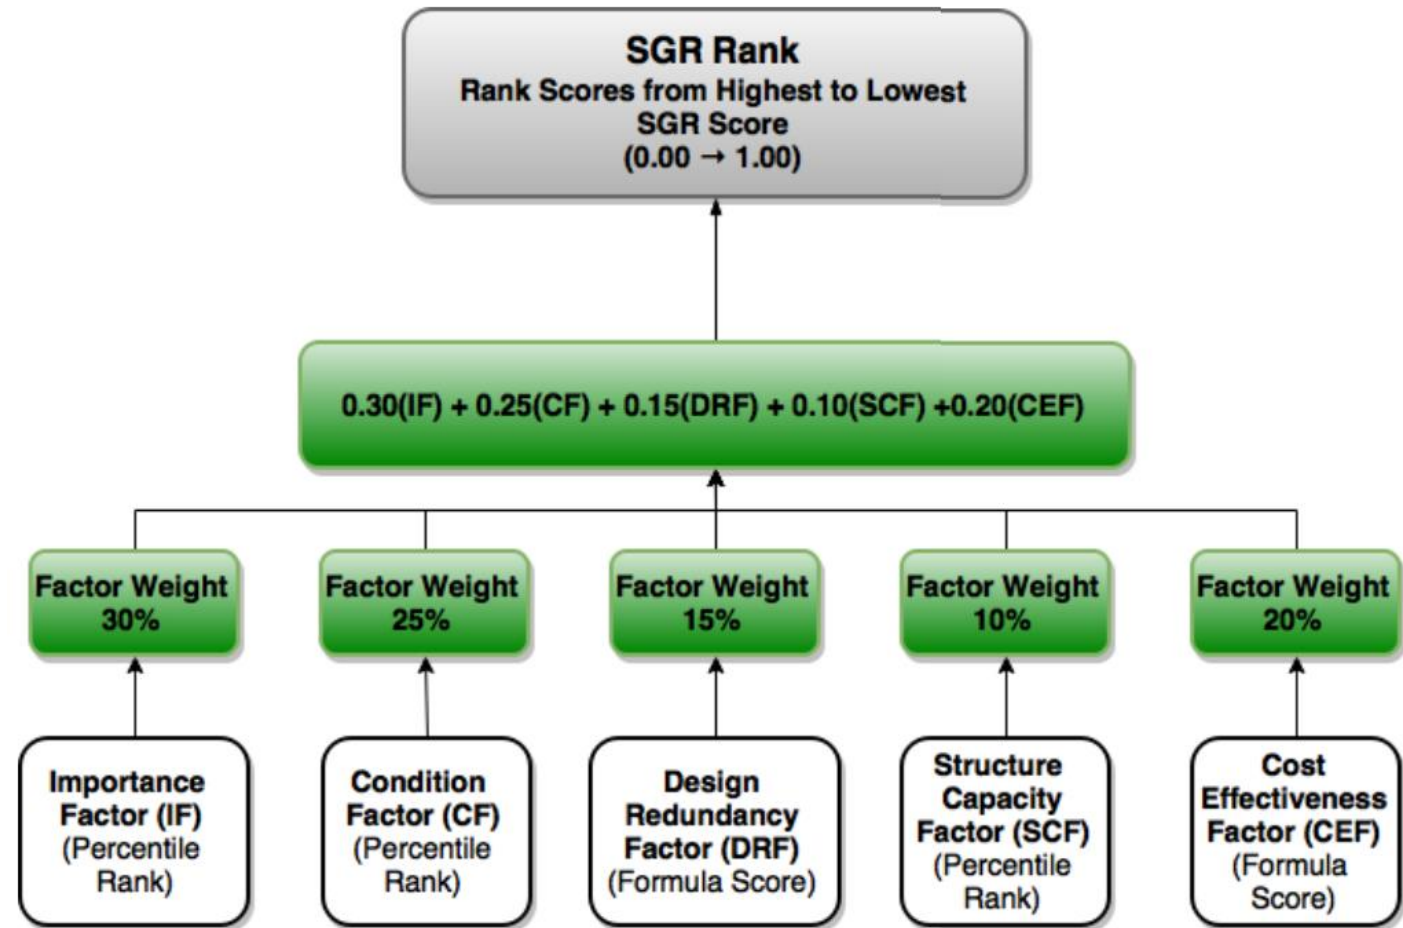 SGR Rank
Rank Scores from Highest to Lowest
SGR Score
(0.00 → 1.00)
0.30(IF) + 0.25(CF) + 0.15(DRF) + 0.10(SCF) +0.20(CEF)
Factor Weight
30%
Factor Weight
25%
Factor Weight
15%
Factor Weight
10%
Factor Weight
20%
Importance
Factor (IF)
(Percentile
Rank)
Condition
Factor (CF)
(Percentile
Rank)
Design
Redundancy
Factor (DRF)
(Formula Score)
Structure
Capacity
Factor (SCF)
(Percentile
Rank)
Cost
Effectiveness
Factor (CEF)
(Formula
Score)